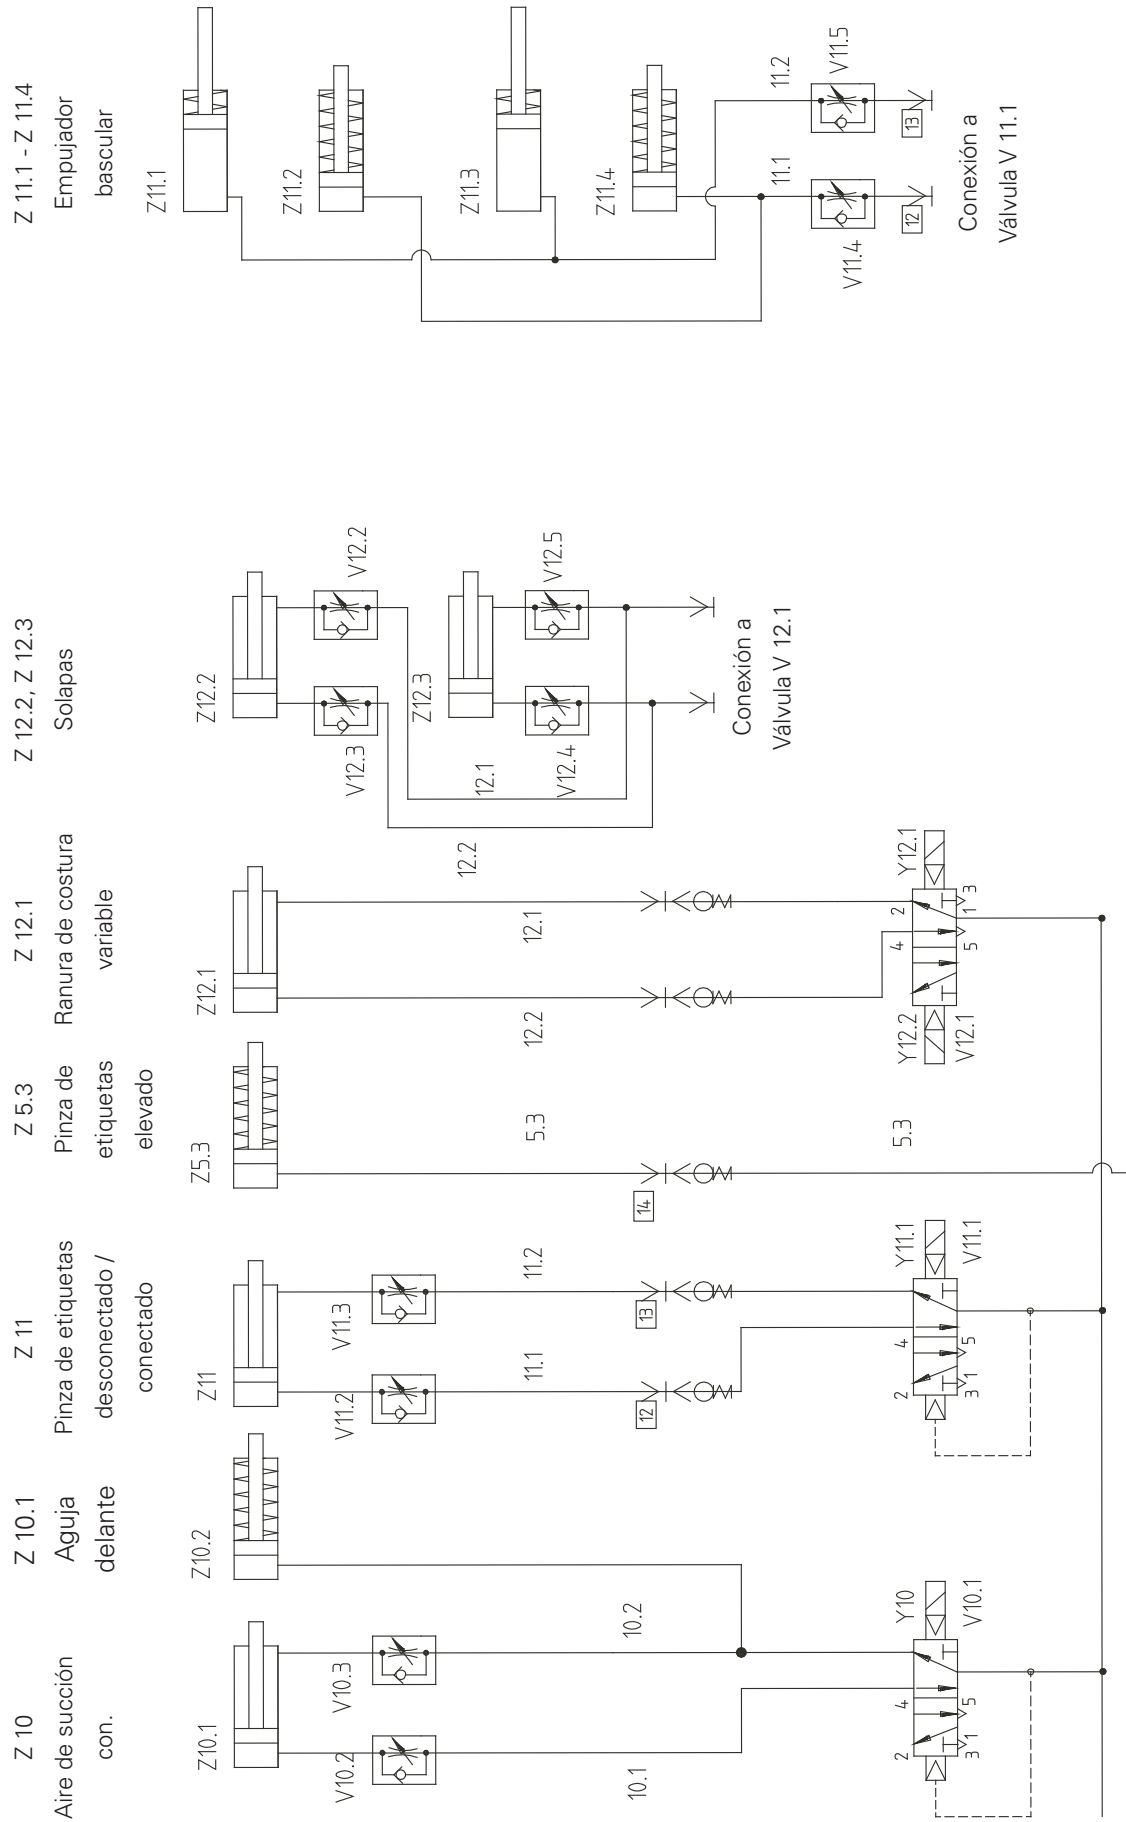 Z 10
Aire de succión
con.
Z 10.1
Aguja
delante
Z 11
Pinza de etiquetas
desconectado /
conectado
Z 5.3
Pinza de
etiquetas
elevado
Z 12.1
Ranura de costura
variable
Z 12.2, Z 12.3
Solapas
Z 11.1 - Z 11.4
Empujador
bascular
Z10.1
V10.2
V10.3
10.1
10.2
2
4
3
1
5
Y10
V10.1
Z10.2
Z11
V11.2
V11.3
11.1
11.2
12
13
2
4
3
1
5
Y11.1
V11.1
Z5.3
5.3
14
5.3
Z12.1
12.2
12.1
Y12.2
V12.1
4
2
5
1
3
Y12.1
Z12.2
V12.3
V12.2
Z12.3
12.2
12.1
V12.4
V12.5
Conexión a
Válvula V 12.1
Z11.1
Z11.2
Z11.3
Z11.4
11.1
11.2
V11.4
V11.5
12
13
Conexión a
Válvula V 11.1